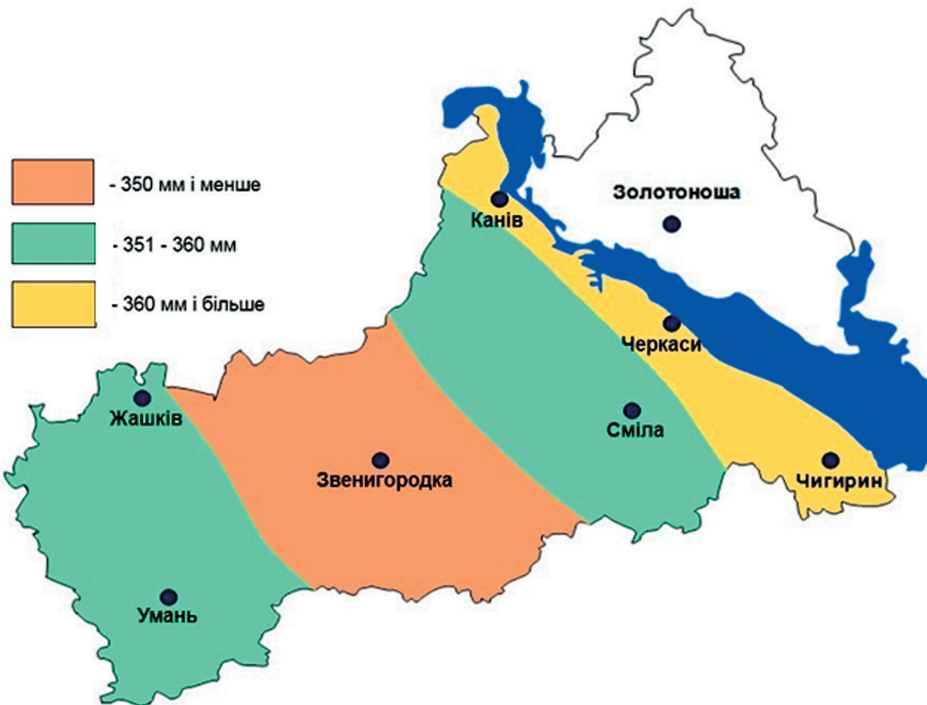 - 350 мм і менше
- 351 - 360 мм
- 360 мм і більше
Золотоноша
Канів
Черкаси
Жашків
Сміла
Звенигородка
Чигирин
Умань